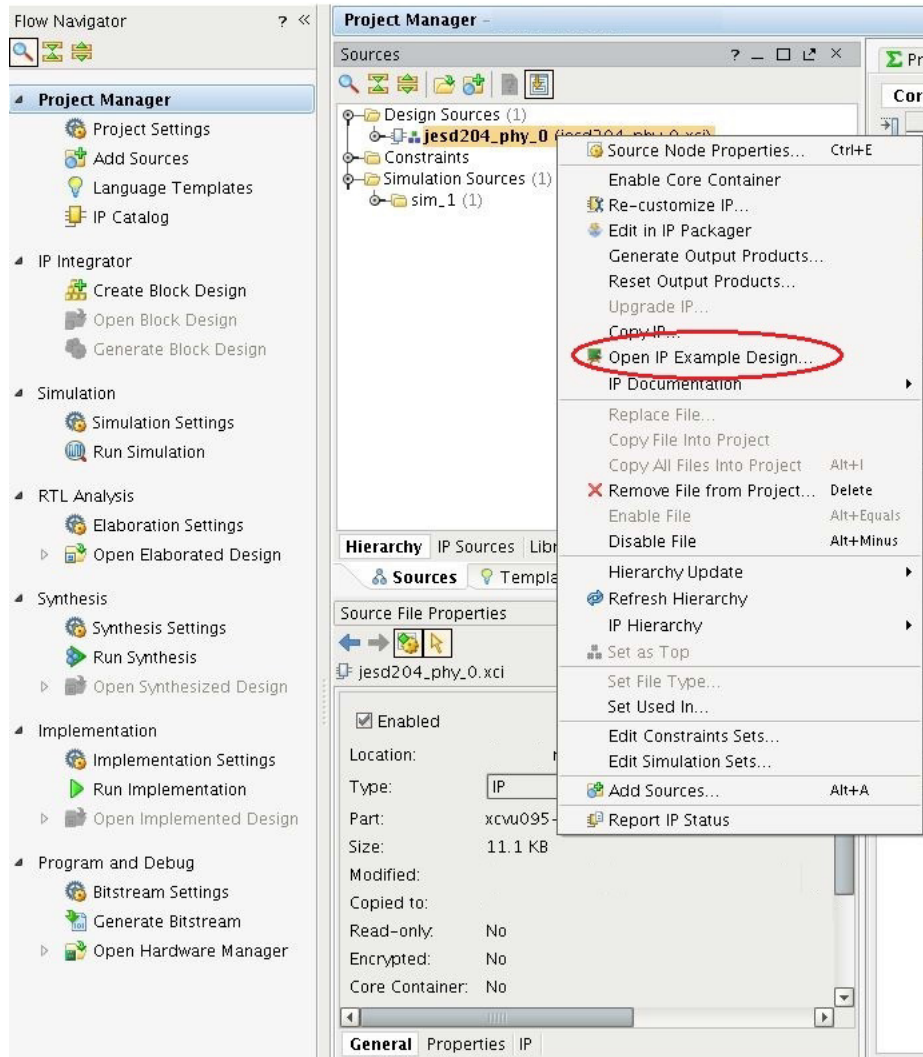 Flow Navigator ? «
Project Manager
Project Settings
Add Sources
Language Templates
IP Catalog
IP Integrator
Create Block Design
Open Block Design
Generate Block Design
Simulation
Simulation Settings
Run Simulation
RTL Analysis
Elaboration Settings
Open Elaborated Design
Synthesis
Synthesis Settings
Run Synthesis
Open Synthesized Design
Implementation
Implementation Settings
Run Implementation
Open Implemented Design
Program and Debug
Bitstream Settings
Generate Bitstream
Open Hardware Manager
Project Manager -
Sources ?
Design Sources (1)
jesd204_phy_0 (jesd204_phy_0.xci)
Constraints
Simulation Sources (1)
sim_1 (1)
Hierarchy IP Sources Libr
Sources Templa
Source File Properties
jesd204_phy_0.xci
Enabled
Location:
Type: IP
Part: xcvu095-
Size: 11.1 KB
Modified:
Copied to:
Read-only: No
Encrypted: No
Core Container: No
General Properties IP
Σ Pr
Cor
Source Node Properties... Ctrl+E
Enable Core Container
Re-customize IP...
Edit in IP Packager
Generate Output Products...
Reset Output Products...
Upgrade IP...
Copy IP...
Open IP Example Design...
IP Documentation
Replace File...
Copy File Into Project
Copy All Files Into Project Alt+I
Remove File from Project... Delete
Enable File Alt+Equals
Disable File Alt+Minus
Hierarchy Update
Refresh Hierarchy
IP Hierarchy
Set as Top
Set File Type...
Set Used In...
Edit Constraints Sets...
Edit Simulation Sets...
Add Sources... Alt+A
Report IP Status